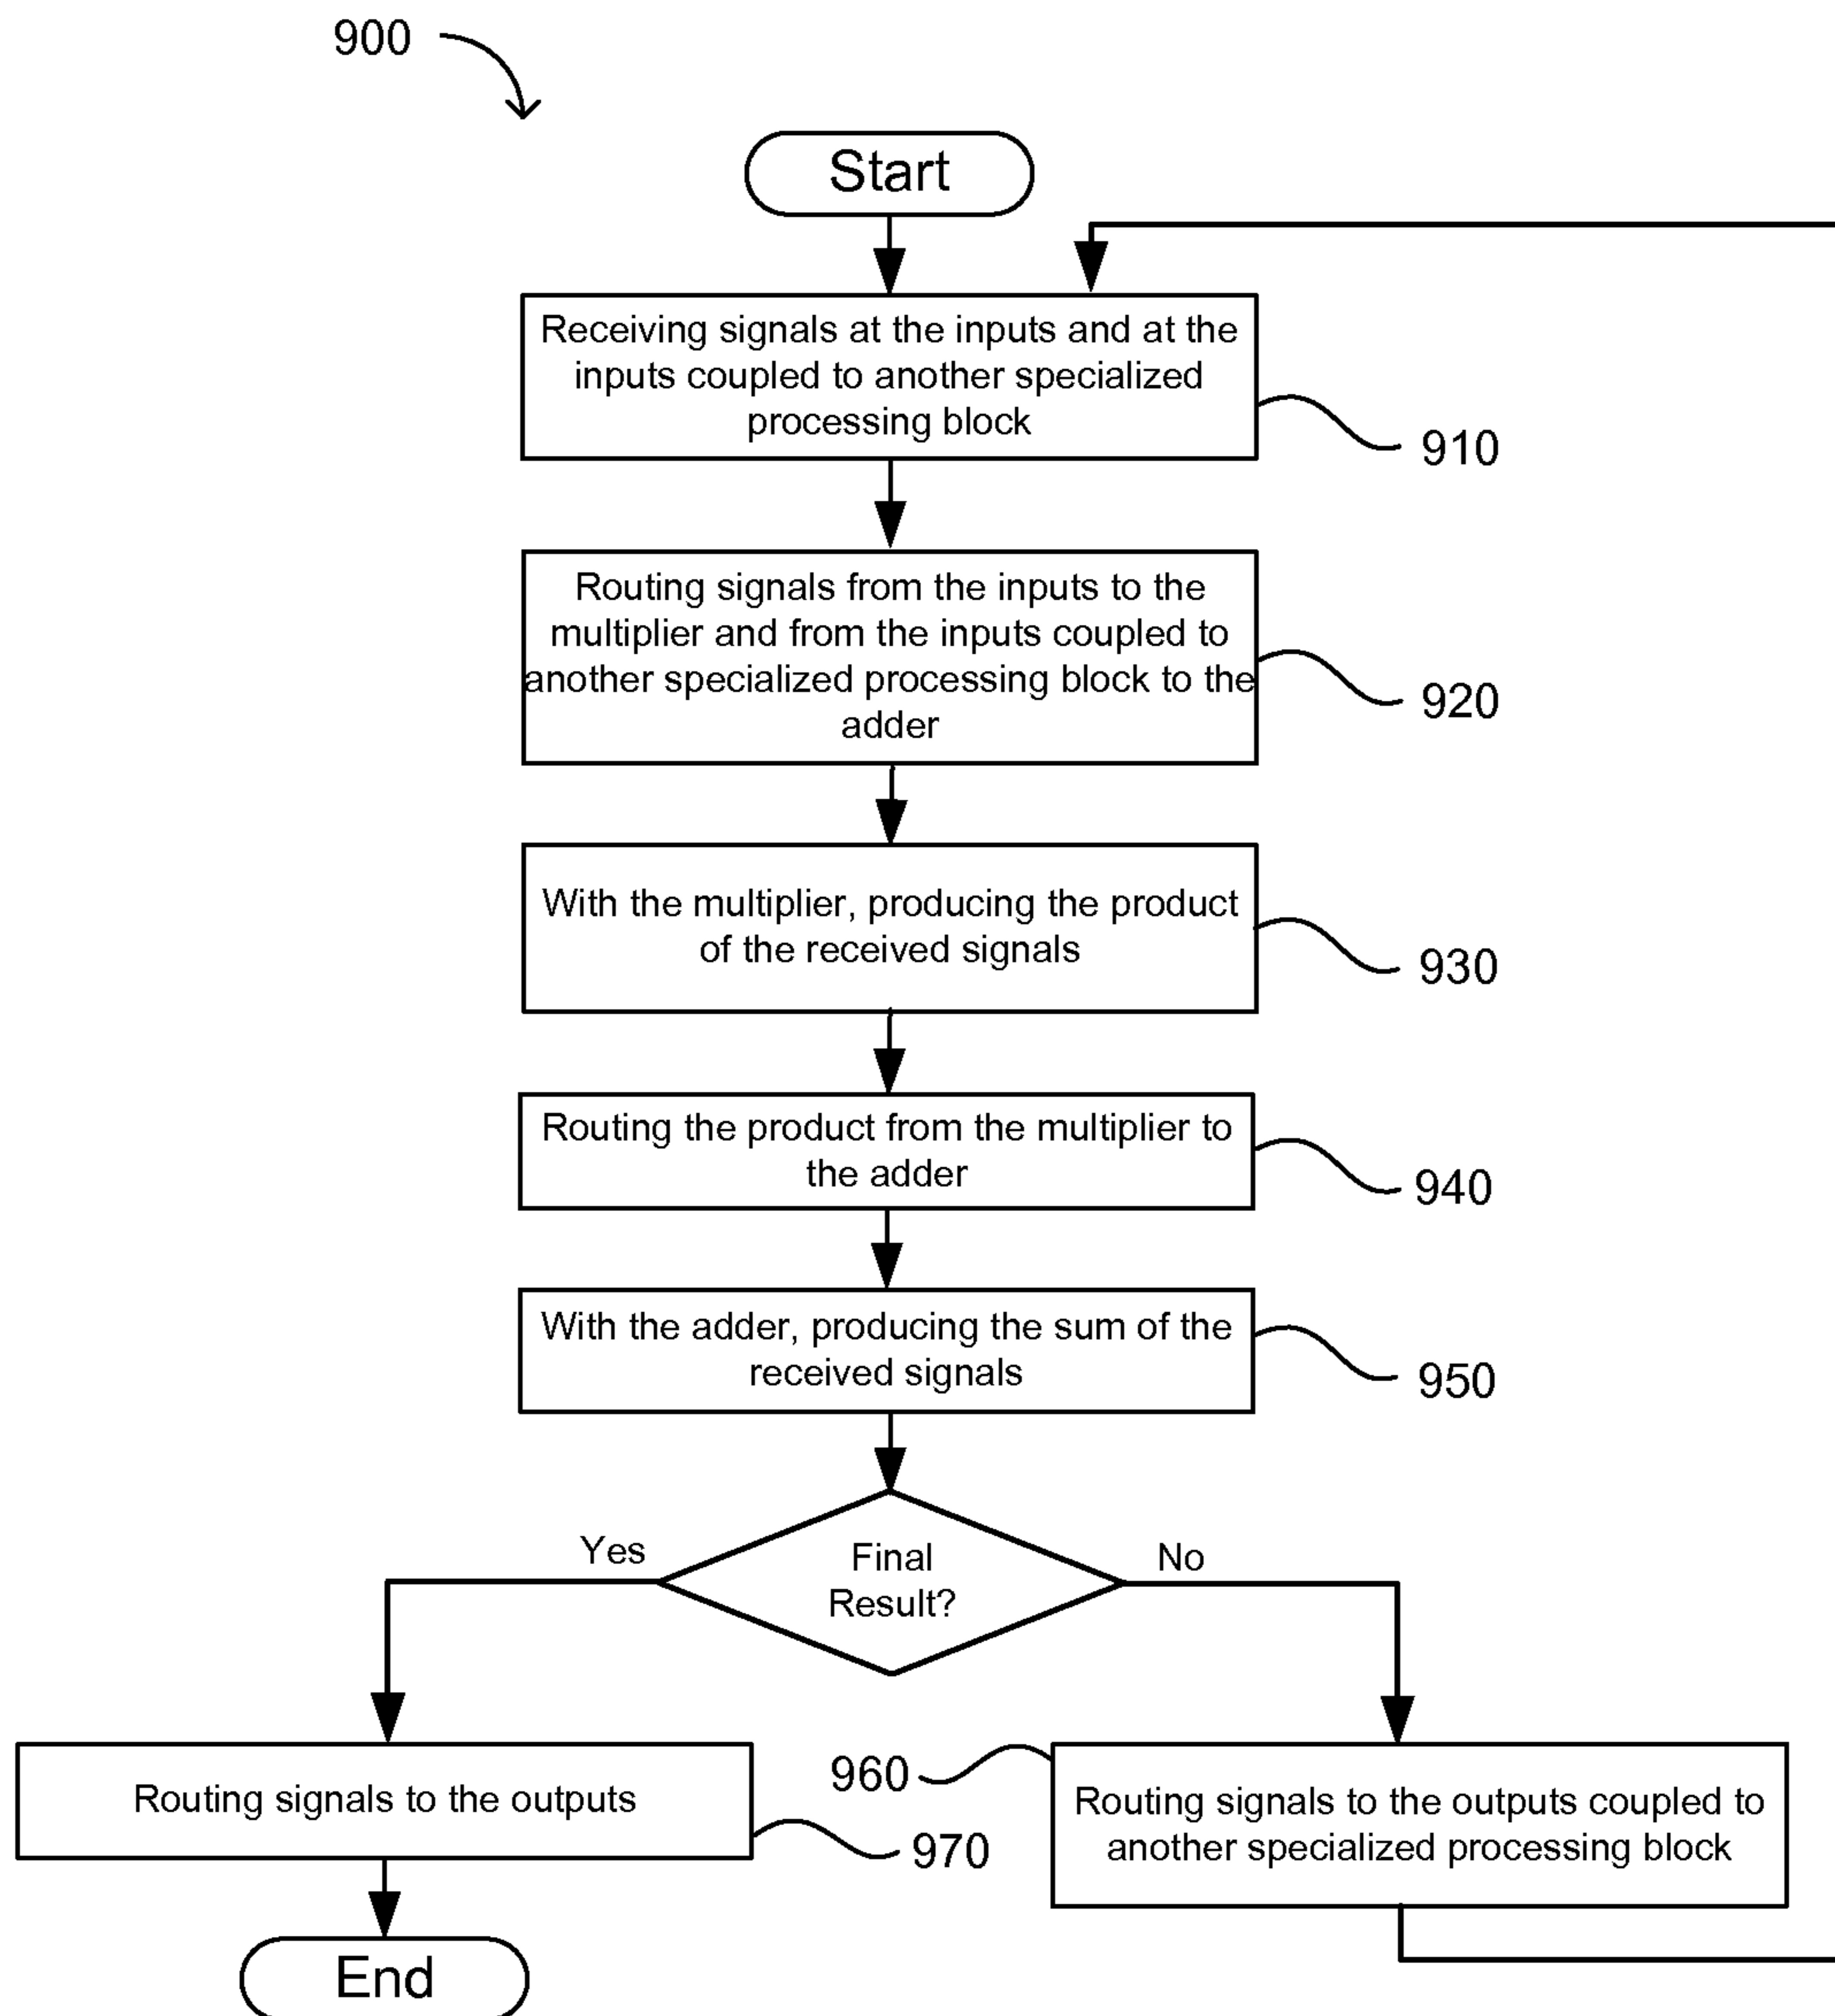 900
Start
Receiving signals at the inputs and at the
inputs coupled to another specialized
processing block
910
Routing signals from the inputs to the
multiplier and from the inputs coupled to
another specialized processing block to the
adder
920
With the multiplier, producing the product
of the received signals
930
Routing the product from the multiplier to
the adder
940
With the adder, producing the sum of the
received signals
950
Yes
Final
Result?
No
Routing signals to the outputs
970
960
Routing signals to the outputs coupled to
another specialized processing block
End